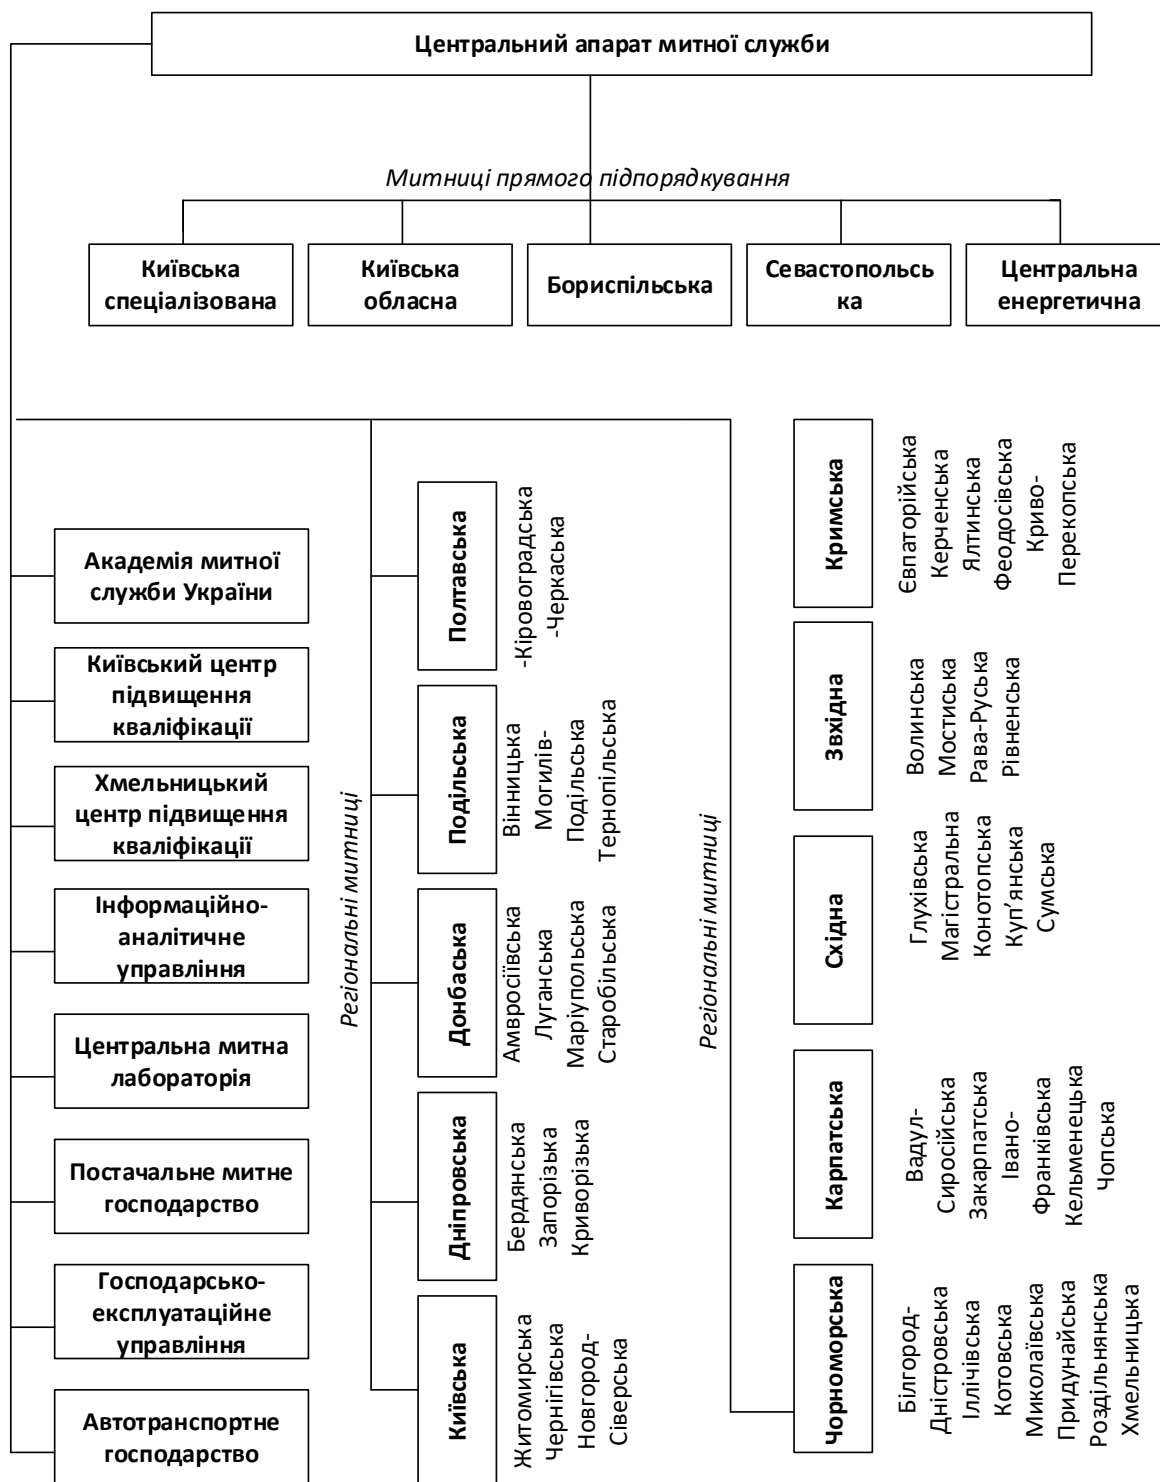 Центральний апарат митної служби
Митниці прямого підпорядкування
Київська
спеціалізована
Київська
обласна
Бориспільська
Севастопольсь
ка
Центральна
енергетична
Академія митної
служби України
Київський центр
підвищення
кваліфікації
Хмельницький
центр підвищення
кваліфікації
Інформаційно-
аналітичне
управління
Центральна митна
лабораторія
Постачальне митне
господарство
Господарсько-
експлуатаційне
управління
Автотранспортне
господарство
Регіональні митниці
Полтавська
-Кіровоградська
-Черкаська
Подільська
Вінницька
Могилів-
Подільська
Тернопільська
Донбаська
Амвросіївська
Луганська
Маріупольська
Старобільська
Дніпровська
Бердянська
Запорізька
Криворізька
Київська
Житомирська
Чернігівська
Новгород-
Сіверська
Регіональні митниці
Кримська
Євпаторійська
Керченська
Ялтинська
Феодосівська
Криво-
Перекопська
Звхідна
Волинська
Мостиська
Рава-Руська
Рівненська
Східна
Глухівська
Магістральна
Конотопська
Куп’янська
Сумська
Карпатська
Вадул-
Сиросійська
Закарпатська
Івано-
Франківська
Кельменецька
Чопська
Чорноморська
Білгород-
Дністровська
Іллічівська
Котовська
Миколаївська
Придунайська
Роздільнянська
Хмельницька